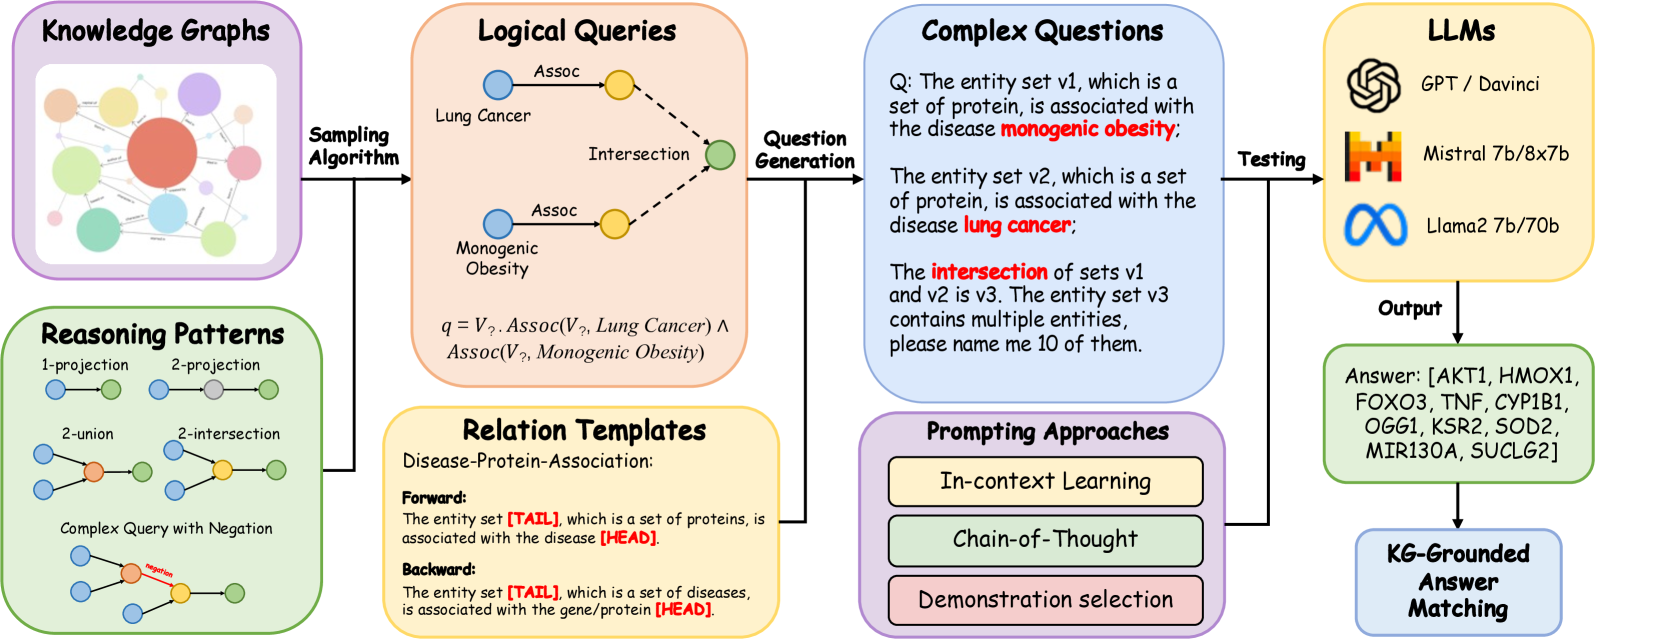 Knowledge Graphs
Sampling
Algorithm
Reasoning Patterns
1-projection
2-projection
2-union
2-intersection
Complex Query with Negation
negation
Logical Queries
Assoc
Lung Cancer
Intersection
Assoc
Monogenic
Obesity
q = V?. Assoc(V?, Lung Cancer) ∧
Assoc(V?, Monogenic Obesity)
Relation Templates
Disease-Protein-Association:
Forward:
The entity set [TAIL], which is a set of proteins, is
associated with the disease [HEAD].
Backward:
The entity set [TAIL], which is a set of diseases,
is associated with the gene/protein [HEAD].
Question
Generation
Complex Questions
Q: The entity set v1, which is a
set of protein, is associated with
the disease monogenic obesity;
The entity set v2, which is a set
of protein, is associated with the
disease lung cancer;
The intersection of sets v1
and v2 is v3. The entity set v3
contains multiple entities,
please name me 10 of them.
Prompting Approaches
In-context Learning
Chain-of-Thought
Demonstration selection
Testing
LLMs
GPT / Davinci
Mistral 7b/8x7b
Llama2 7b/70b
Output
Answer: [AKT1, HMOX1,
FOXO3, TNF, CYP1B1,
OGG1, KSR2, SOD2,
MIR130A, SUCLG2]
KG-Grounded
Answer
Matching